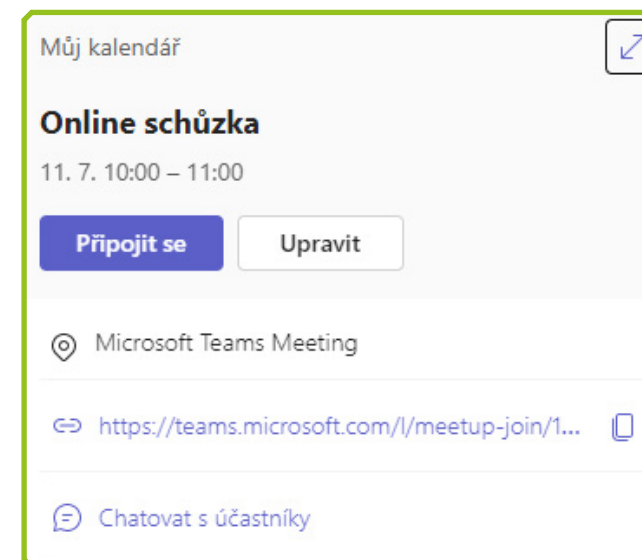 Můj kalendář
Online schůzka
11. 7. 10:00 – 11:00
Připojit se
Upravit
Microsoft Teams Meeting
https://teams.microsoft.com/l/meetup-join/1...
Chatovat s účastníky